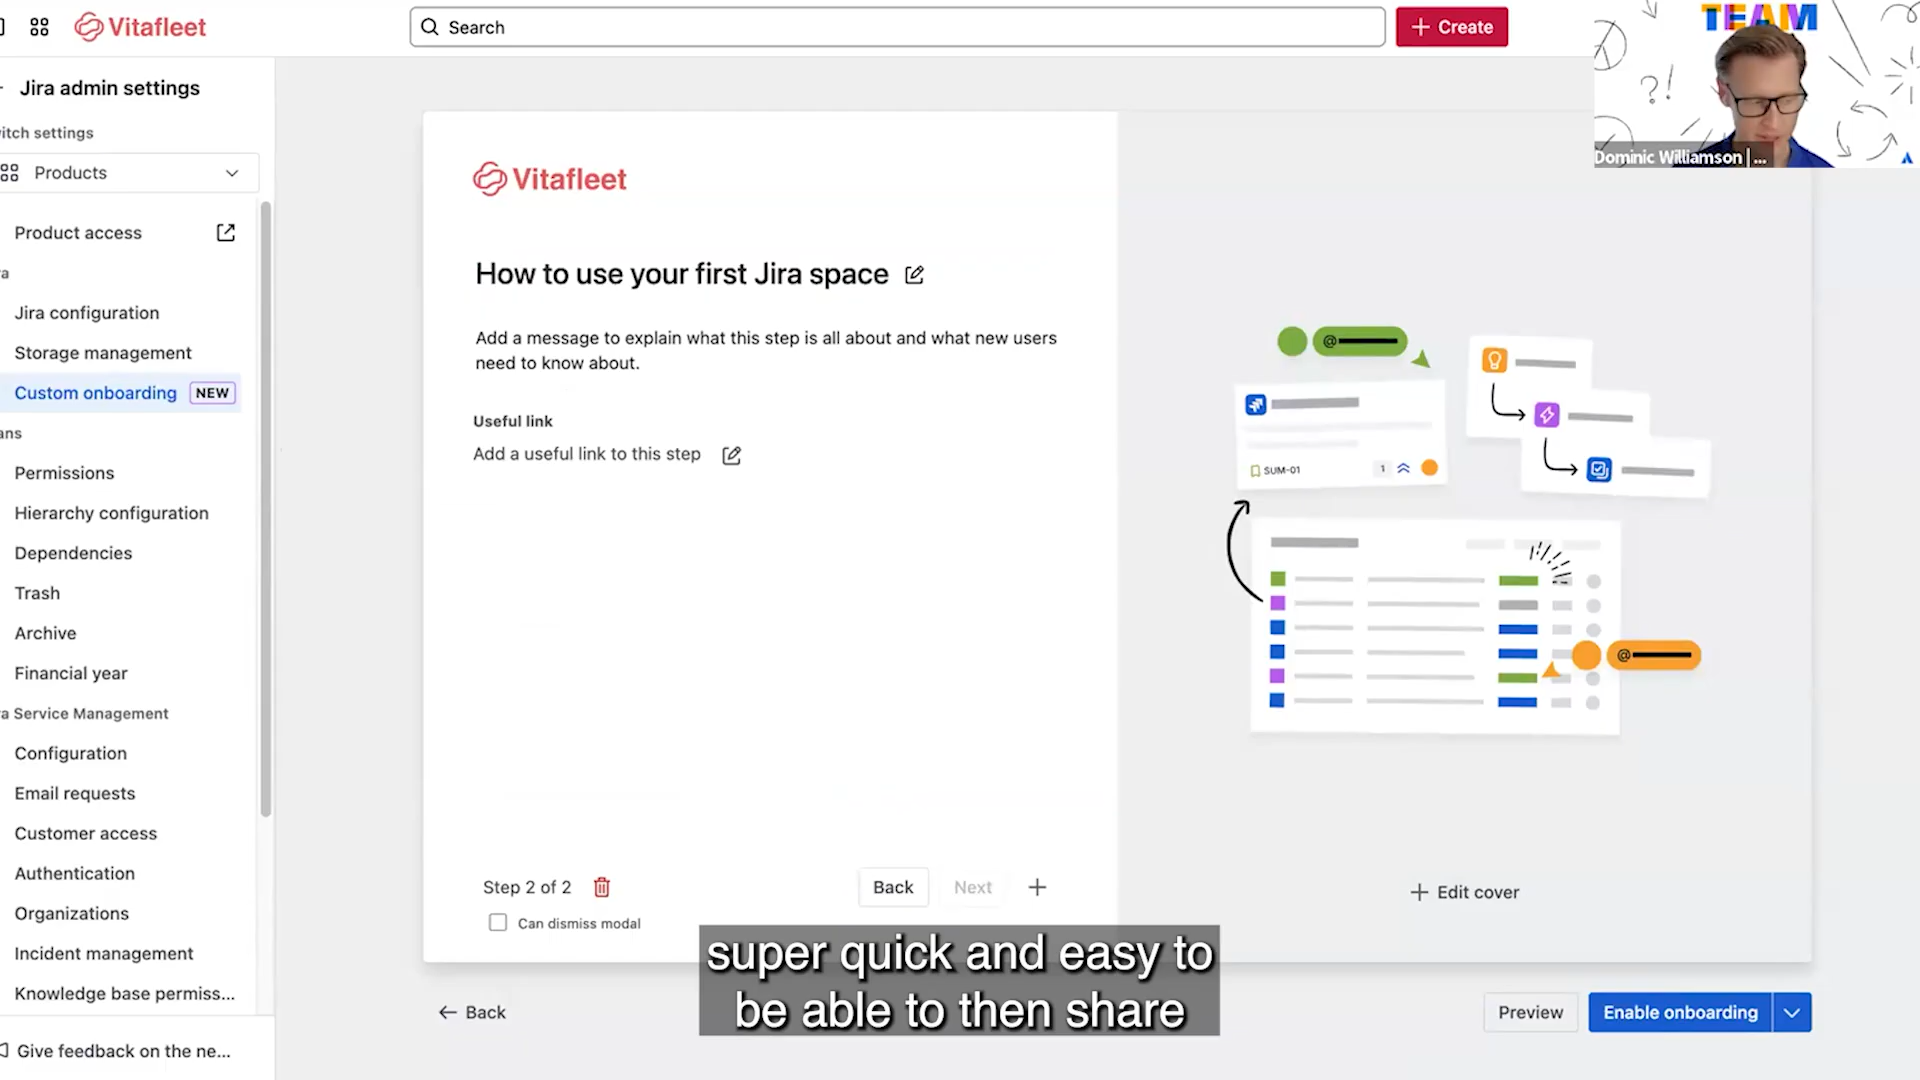 Vitafleet
Search
+ Create
TEAM
?!
Dominic Williamson | ...
Jira admin settings
itch settings
Products
Product access
a
Jira configuration
Storage management
Custom onboarding NEW
ans
Permissions
Hierarchy configuration
Dependencies
Trash
Archive
Financial year
a Service Management
Configuration
Email requests
Customer access
Authentication
Organizations
Incident management
Knowledge base permiss...
Give feedback on the ne...
Vitafleet
How to use your first Jira space
Add a message to explain what this step is all about and what new users
need to know about.
Useful link
Add a useful link to this step
@
SUM-01
1
@
Step 2 of 2
Back
Next
+
Can dismiss modal
+ Edit cover
super quick and easy to
be able to then share
← Back
Preview
Enable onboarding